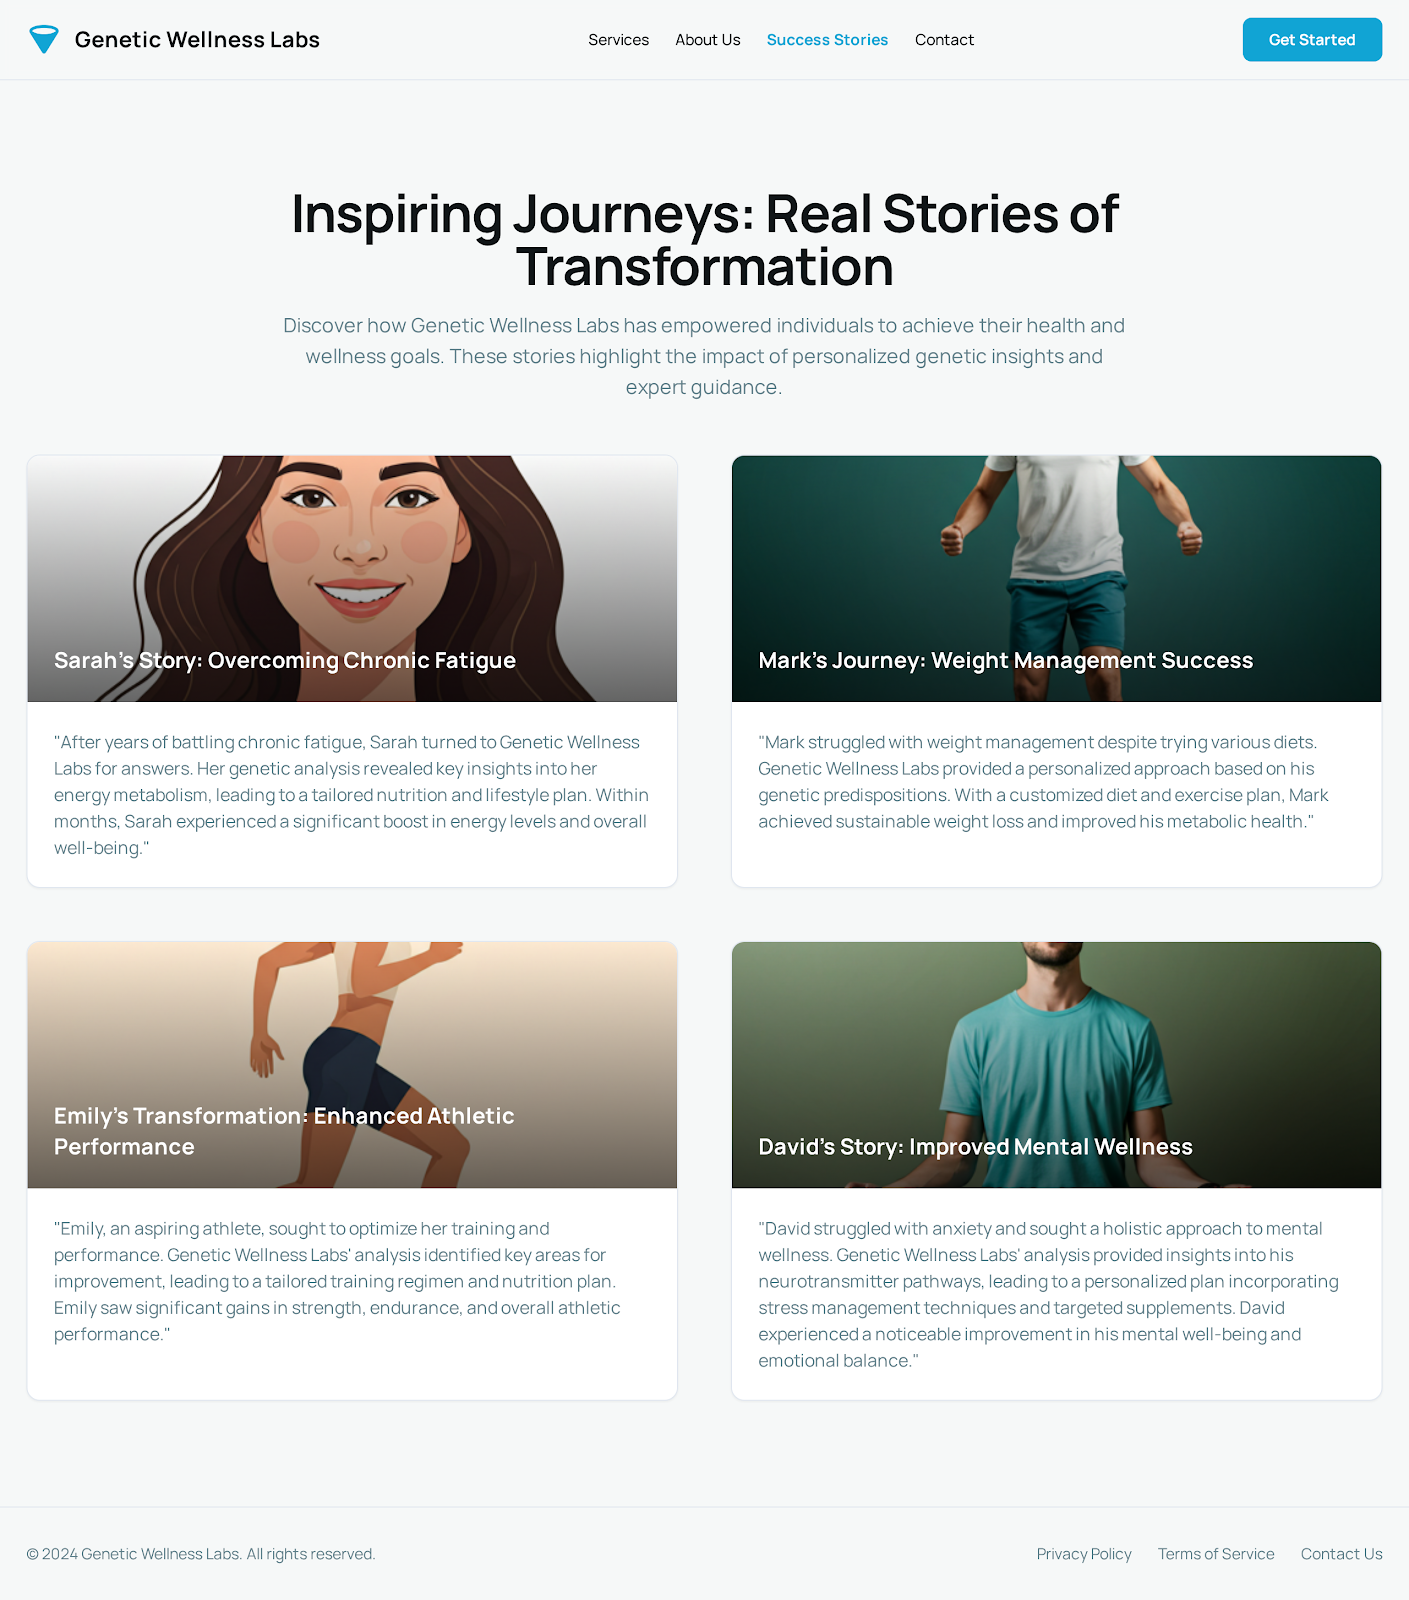 Genetic Wellness Labs
Services
About Us
Success Stories
Contact
Get Started
Inspiring Journeys: Real Stories of
Transformation
Discover how Genetic Wellness Labs has empowered individuals to achieve their health and
wellness goals. These stories highlight the impact of personalized genetic insights and
expert guidance.
Sarah's Story: Overcoming Chronic Fatigue
"After years of battling chronic fatigue, Sarah turned to Genetic Wellness
Labs for answers. Her genetic analysis revealed key insights into her
energy metabolism, leading to a tailored nutrition and lifestyle plan. Within
months, Sarah experienced a significant boost in energy levels and overall
well-being."
Mark's Journey: Weight Management Success
"Mark struggled with weight management despite trying various diets.
Genetic Wellness Labs provided a personalized approach based on his
genetic predispositions. With a customized diet and exercise plan, Mark
achieved sustainable weight loss and improved his metabolic health."
Emily's Transformation: Enhanced Athletic
Performance
"Emily, an aspiring athlete, sought to optimize her training and
performance. Genetic Wellness Labs' analysis identified key areas for
improvement, leading to a tailored training regimen and nutrition plan.
Emily saw significant gains in strength, endurance, and overall athletic
performance."
David's Story: Improved Mental Wellness
"David struggled with anxiety and sought a holistic approach to mental
wellness. Genetic Wellness Labs' analysis provided insights into his
neurotransmitter pathways, leading to a personalized plan incorporating
stress management techniques and targeted supplements. David
experienced a noticeable improvement in his mental well-being and
emotional balance."
© 2024 Genetic Wellness Labs. All rights reserved.
Privacy Policy
Terms of Service
Contact Us